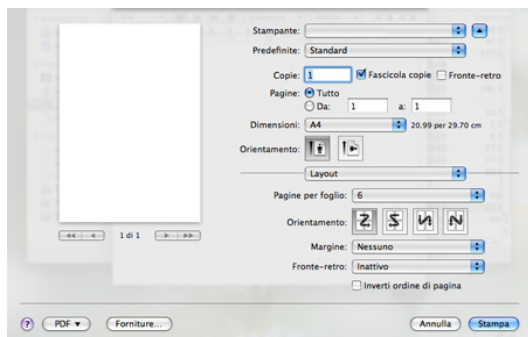 Stampante:
Predefinite: Standard
Copie: 1 Fascicola copie Fronte-retro
Pagine: Tutto
Da: 1 a: 1
Dimensioni: A4 20.99 per 29.70 cm
Orientamento:
Layout
Pagine per foglio: 6
Orientamento:
1 di 1
Margine: Nessuno
Fronte-retro: Inattivo
Inverti ordine di pagina
? PDF Forniture... Annulla Stampa